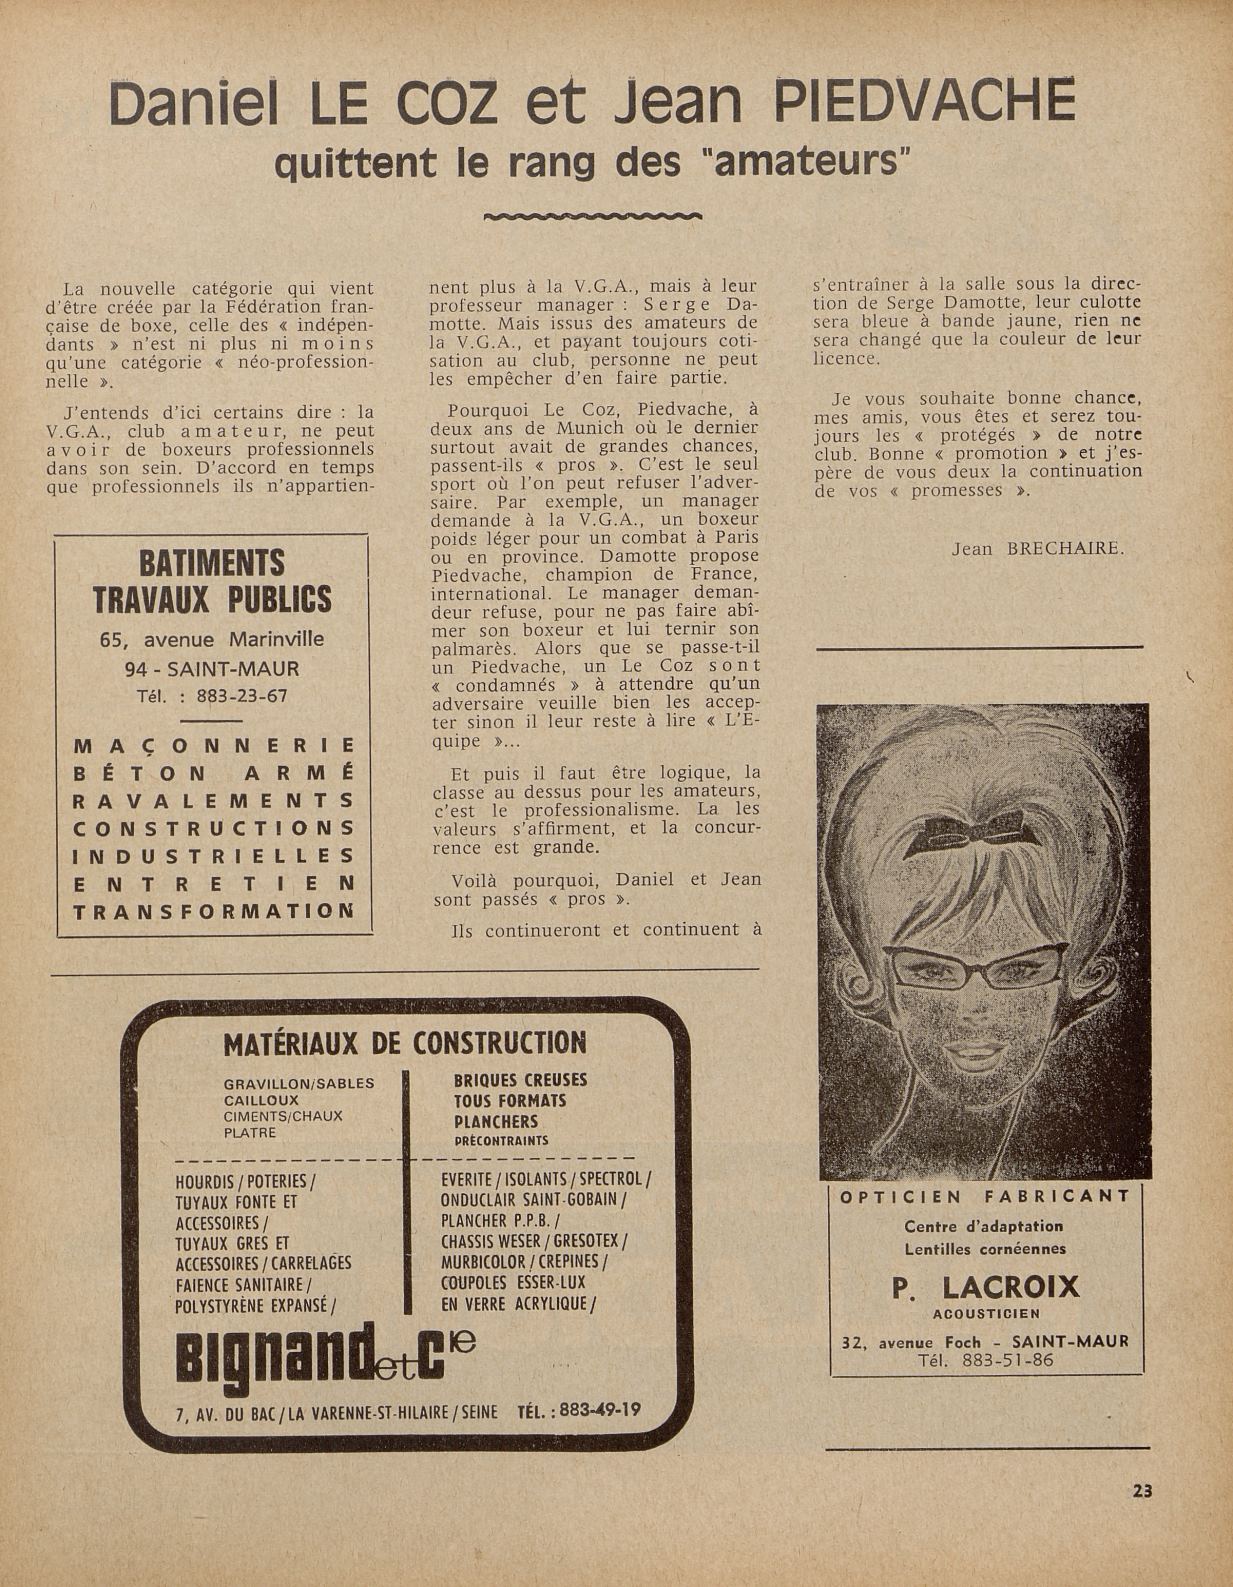 Daniel LE COZ et Jean PIEDVACHE
quittent le rang des "amateurs"
La nouvelle catégorie qui vient
d'être créée par la Fédération fran-
çaise de boxe, celle des « indépen-
dants » n'est ni plus ni moins
qu'une catégorie « néo-profession-
nelle ».
J'entends d'ici certains dire : la
V.G.A., club amateur, ne peut
avoir de boxeurs professionnels
dans son sein. D'accord en temps
que professionnels ils n'appartien-
nent plus à la V.G.A., mais à leur
professeur manager : Serge Da-
motte. Mais issus des amateurs de
la V.G.A., et payant toujours coti-
sation au club, personne ne peut
les empêcher d'en faire partie.
Pourquoi Le Coz, Piedvache, à
deux ans de Munich où le dernier
surtout avait de grandes chances,
passent-ils « pros ». C'est le seul
sport où l'on peut refuser l'adver-
saire. Par exemple, un manager
demande à la V.G.A., un boxeur
poids léger pour un combat à Paris
ou en province. Damotte propose
Piedvache, champion de France,
international. Le manager deman-
deur refuse, pour ne pas faire abî-
mer son boxeur et lui ternir son
palmarès. Alors que se passe-t-il
un Piedvache, un Le Coz sont
« condamnés » à attendre qu'un
adversaire veuille bien les accep-
ter sinon il leur reste à lire « L'E-
quipe »...
Et puis il faut être logique, la
classe au dessus pour les amateurs,
c'est le professionalisme. La les
valeurs s'affirment, et la concur-
rence est grande.
Voilà pourquoi, Daniel et Jean
sont passés « pros ».
Ils continueront et continuent à
s'entraîner à la salle sous la direc-
tion de Serge Damotte, leur culotte
sera bleue à bande jaune, rien ne
sera changé que la couleur de leur
licence.
Je vous souhaite bonne chance,
mes amis, vous êtes et serez tou-
jours les « protégés » de notre
club. Bonne « promotion » et j'es-
père de vous deux la continuation
de vos « promesses ».
Jean BRECHAIRE.
BATIMENTS
TRAVAUX PUBLICS
65, avenue Marinville
94 - SAINT-MAUR
Tél. : 883-23-67
MAÇONNERIE
BÉTON ARMÉ
RAVALEMENTS
CONSTRUCTIONS
INDUSTRIELLES
ENTRETIEN
TRANSFORMATION
MATÉRIAUX DE CONSTRUCTION
GRAVILLON/SABLES
CAILLOUX
CIMENTS/CHAUX
PLATRE
BRIQUES CREUSES
TOUS FORMATS
PLANCHERS
PRÉCONTRAINTS
HOURDIS / POTERIES /
TUYAUX FONTE ET
ACCESSOIRES /
TUYAUX GRES ET
ACCESSOIRES / CARRELAGES
FAIENCE SANITAIRE /
POLYSTYRÈNE EXPANSÉ /
EVERITE / ISOLANTS / SPECTROL /
ONDUCLAIR SAINT-GOBAIN /
PLANCHER P.P.B. /
CHASSIS WESER / GRESOTEX /
MURBICOLOR / CREPINES /
COUPOLES ESSER-LUX
EN VERRE ACRYLIQUE /
Bignand et Cie
7, AV. DU BAC / LA VARENNE-ST-HILAIRE / SEINE TÉL. : 883-49-19
OPTICIEN FABRICANT
Centre d'adaptation
Lentilles cornéennes
P. LACROIX
ACOUSTICIEN
32, avenue Foch - SAINT-MAUR
Tél. 883-51-86
23